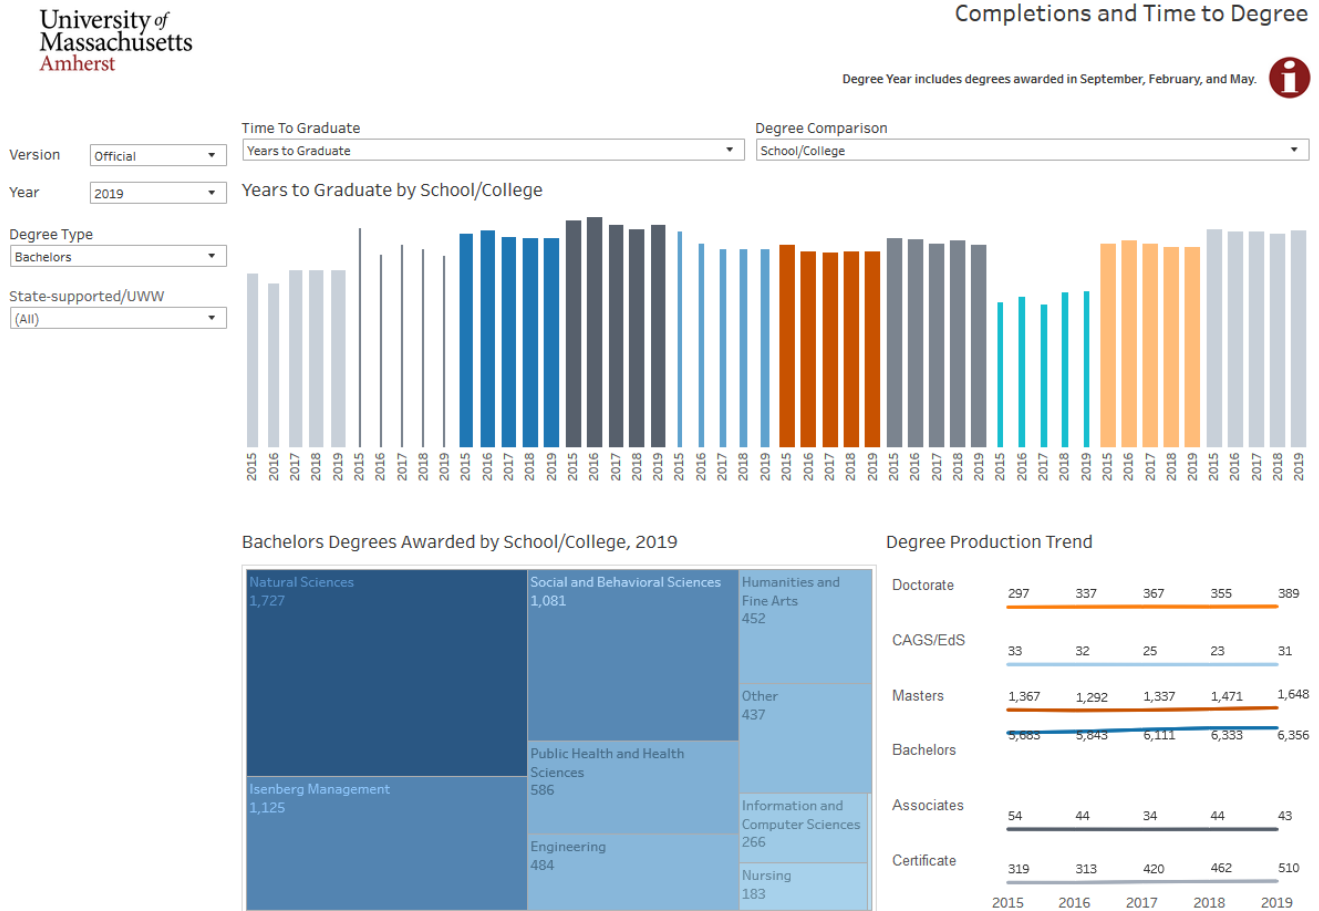 University of
Massachusetts
Amherst
Completions and Time to Degree
Degree Year includes degrees awarded in September, February, and May.
i
Time To Graduate
Degree Comparison
Version
Official
Years to Graduate
School/College
Year
2019
Years to Graduate by School/College
Degree Type
Bachelors
State-supported/UWW
(All)
2015 2016 2017 2018 2019 2015 2016 2017 2018 2019 2015 2016 2017 2018 2019 2015 2016 2017 2018 2019 2015 2016 2017 2018 2019 2015 2016 2017 2018 2019 2015 2016 2017 2018 2019 2015 2016 2017 2018 2019 2015 2016 2017 2018 2019 2015 2016 2017 2018 2019
Bachelors Degrees Awarded by School/College, 2019
Natural Sciences
1,727
Isenberg Management
1,125
Social and Behavioral Sciences
1,081
Public Health and Health
Sciences
586
Engineering
484
Humanities and
Fine Arts
452
Other
437
Information and
Computer Sciences
266
Nursing
183
Degree Production Trend
Doctorate
297 337 367 355 389
CAGS/EdS
33 32 25 23 31
Masters
1,367 1,292 1,337 1,471 1,648
Bachelors
5,683 5,843 6,111 6,333 6,356
Associates
54 44 34 44 43
Certificate
319 313 420 462 510
2015 2016 2017 2018 2019